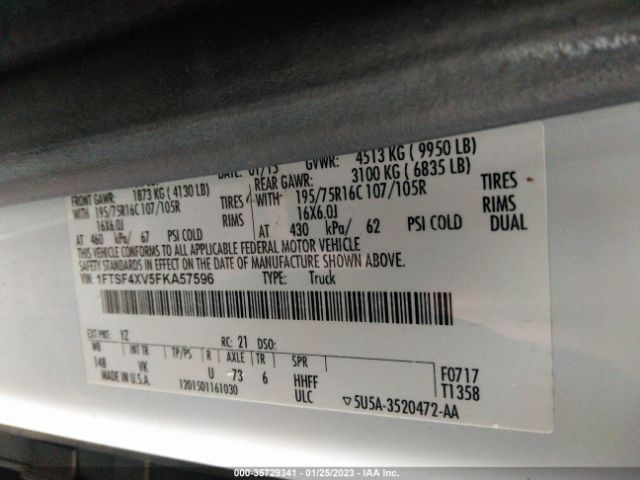 DATE: 01/15 GVWR: 4513 KG ( 9950 LB)
FRONT GAWR: 1873 KG ( 4130 LB) REAR GAWR: 3100 KG ( 6835 LB)
WITH 195/75R16C 107/105R TIRES WITH 195/75R16C 107/105R TIRES
16X6.0J RIMS 16X6.0J RIMS
AT 460 kPa/ 67 PSI COLD AT 430 kPa/ 62 PSI COLD DUAL
THIS VEHICLE CONFORMS TO ALL APPLICABLE FEDERAL MOTOR VEHICLE
SAFETY STANDARDS IN EFFECT ON THE DATE OF MANUFACTURE SHOWN ABOVE.
VIN: 1FTSF4XV5FKA57596 TYPE: Truck
EXT PNT: YZ RC: 21 DSO:
WB INT TR TP/PS R AXLE TR SPR
148 VK U 73 6 HHFF F0717
MADE IN U.S.A. 1201501161030 ULC T1358
▽5U5A-3520472-AA
000-35729341 - 01/25/2023 - IAA Inc.